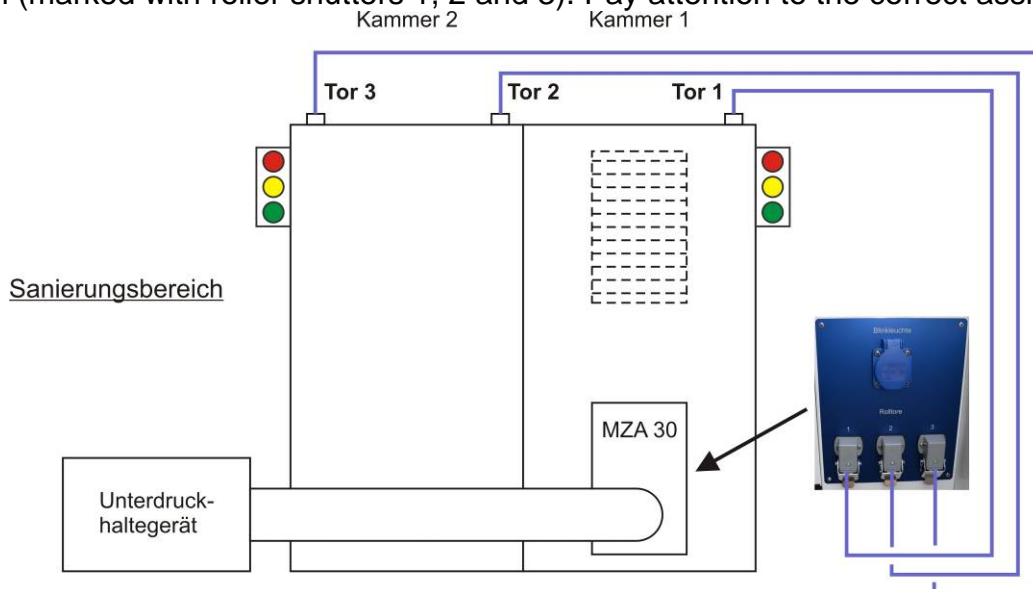 (marked with roller shutters 1, 2 and 3). Pay attention to the correct
Kammer 2 Kammer 1
Tor 3 Tor 2 Tor 1
Sanierungsbereich
Blinkleuchte
Rolltore
1 2 3
MZA 30
Unterdruck-
haltegerät